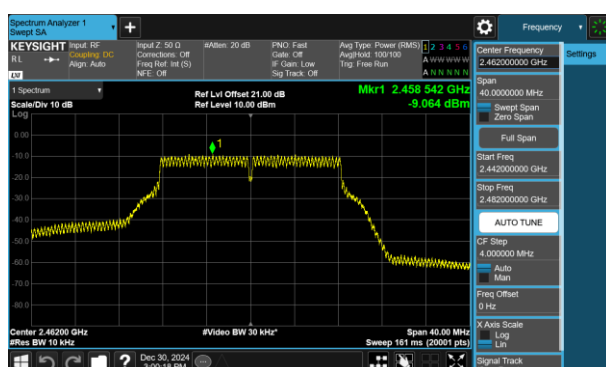 Spectrum Analyzer 1
Swept SA
+
Frequency
KEYSIGHT
Input: RF
Input Z: 50 Ω
#Atten: 20 dB
PNO: Fast
Avg Type: Power (RMS)
1 2 3 4 5 6
RL
Coupling: DC
Corrections: Off
Gate: Off
Avg|Hold: 100/100
Align: Auto
Freq Ref: Int (S)
IF Gain: Low
Trig: Free Run
A W W W W W
NFE: Off
Sig Track: Off
A N N N N N
LXI
1 Spectrum
Ref Lvl Offset 21.00 dB
Mkr1 2.458 542 GHz
Scale/Div 10 dB
Ref Level 10.00 dBm
-9.064 dBm
Log
1
0.00
-10.0
-20.0
-30.0
-40.0
-50.0
-60.0
-70.0
-80.0
Center 2.46200 GHz
#Video BW 30 kHz*
Span 40.00 MHz
#Res BW 10 kHz
Sweep 161 ms (20001 pts)
?
Dec 30, 2024
3:00:18 PM
Center Frequency
2.462000000 GHz
Settings
Span
40.0000000 MHz
Swept Span
Zero Span
Full Span
Start Freq
2.442000000 GHz
Stop Freq
2.482000000 GHz
AUTO TUNE
CF Step
4.000000 MHz
Auto
Man
Freq Offset
0 Hz
X Axis Scale
Log
Lin
Signal Track